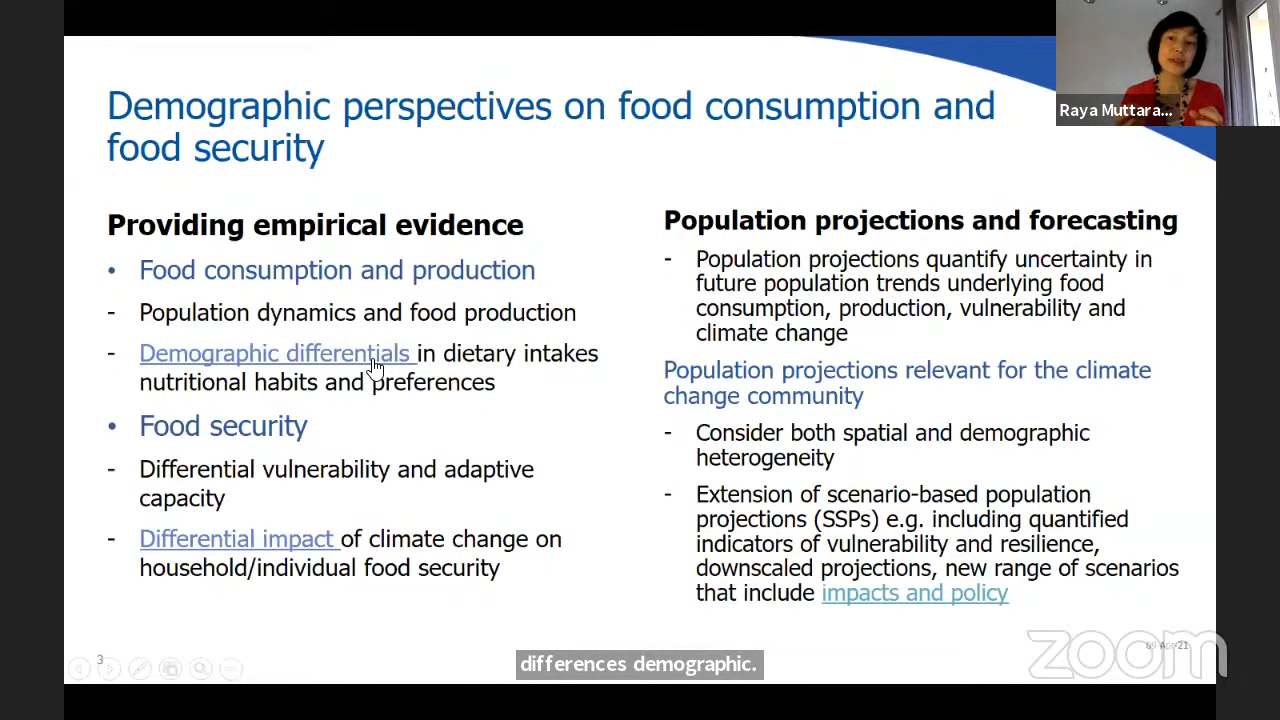 Demographic perspectives on food consumption and
food security
Raya Muttara...
Providing empirical evidence
• Food consumption and production
- Population dynamics and food production
- Demographic differentials in dietary intakes
nutritional habits and preferences
• Food security
- Differential vulnerability and adaptive
capacity
- Differential impact of climate change on
household/individual food security
Population projections and forecasting
- Population projections quantify uncertainty in
future population trends underlying food
consumption, production, vulnerability and
climate change
Population projections relevant for the climate
change community
- Consider both spatial and demographic
heterogeneity
- Extension of scenario-based population
projections (SSPs) e.g. including quantified
indicators of vulnerability and resilience,
downscaled projections, new range of scenarios
that include impacts and policy
3
differences demographic.
09-Apr-21
zoom